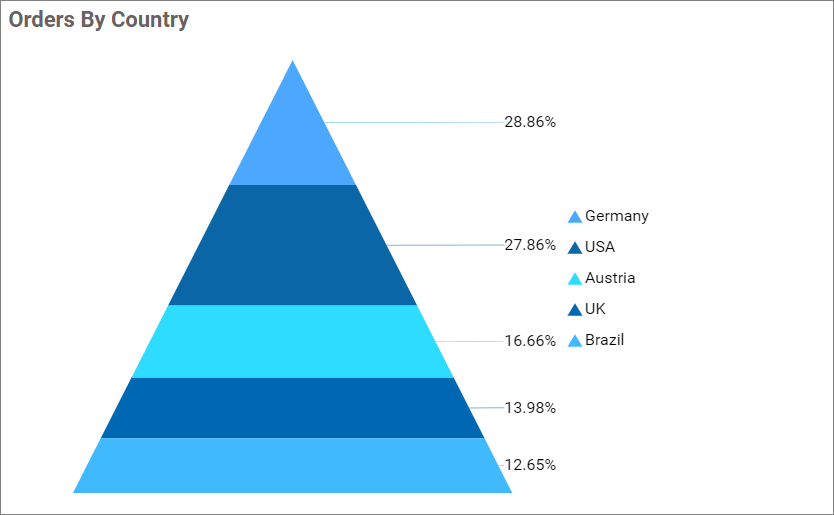 Orders By Country
28.86%
27.86%
16.66%
13.98%
12.65%
Germany
USA
Austria
UK
Brazil